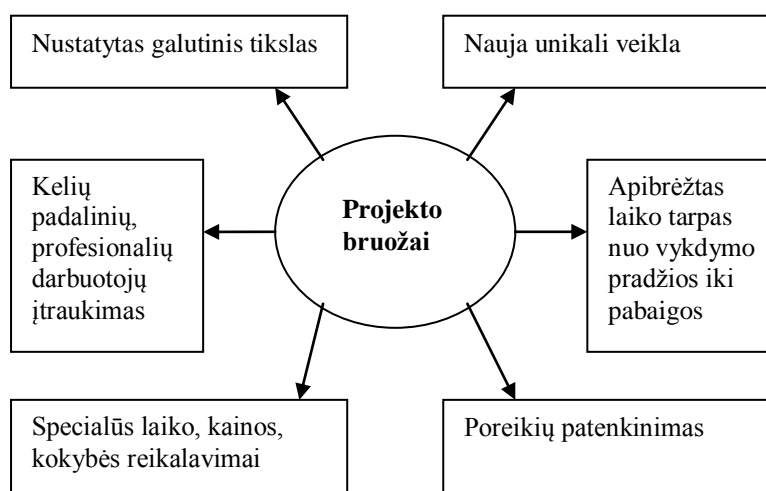 Nustatytas galutinis tikslas
Nauja unikali veikla
Kelių
padalinių,
profesionalių
darbuotojų
įtraukimas
Projekto
bruožai
Apibrėžtas
laiko tarpas
nuo vykdymo
pradžios iki
pabaigos
Specialūs laiko, kainos,
kokybės reikalavimai
Poreikių patenkinimas